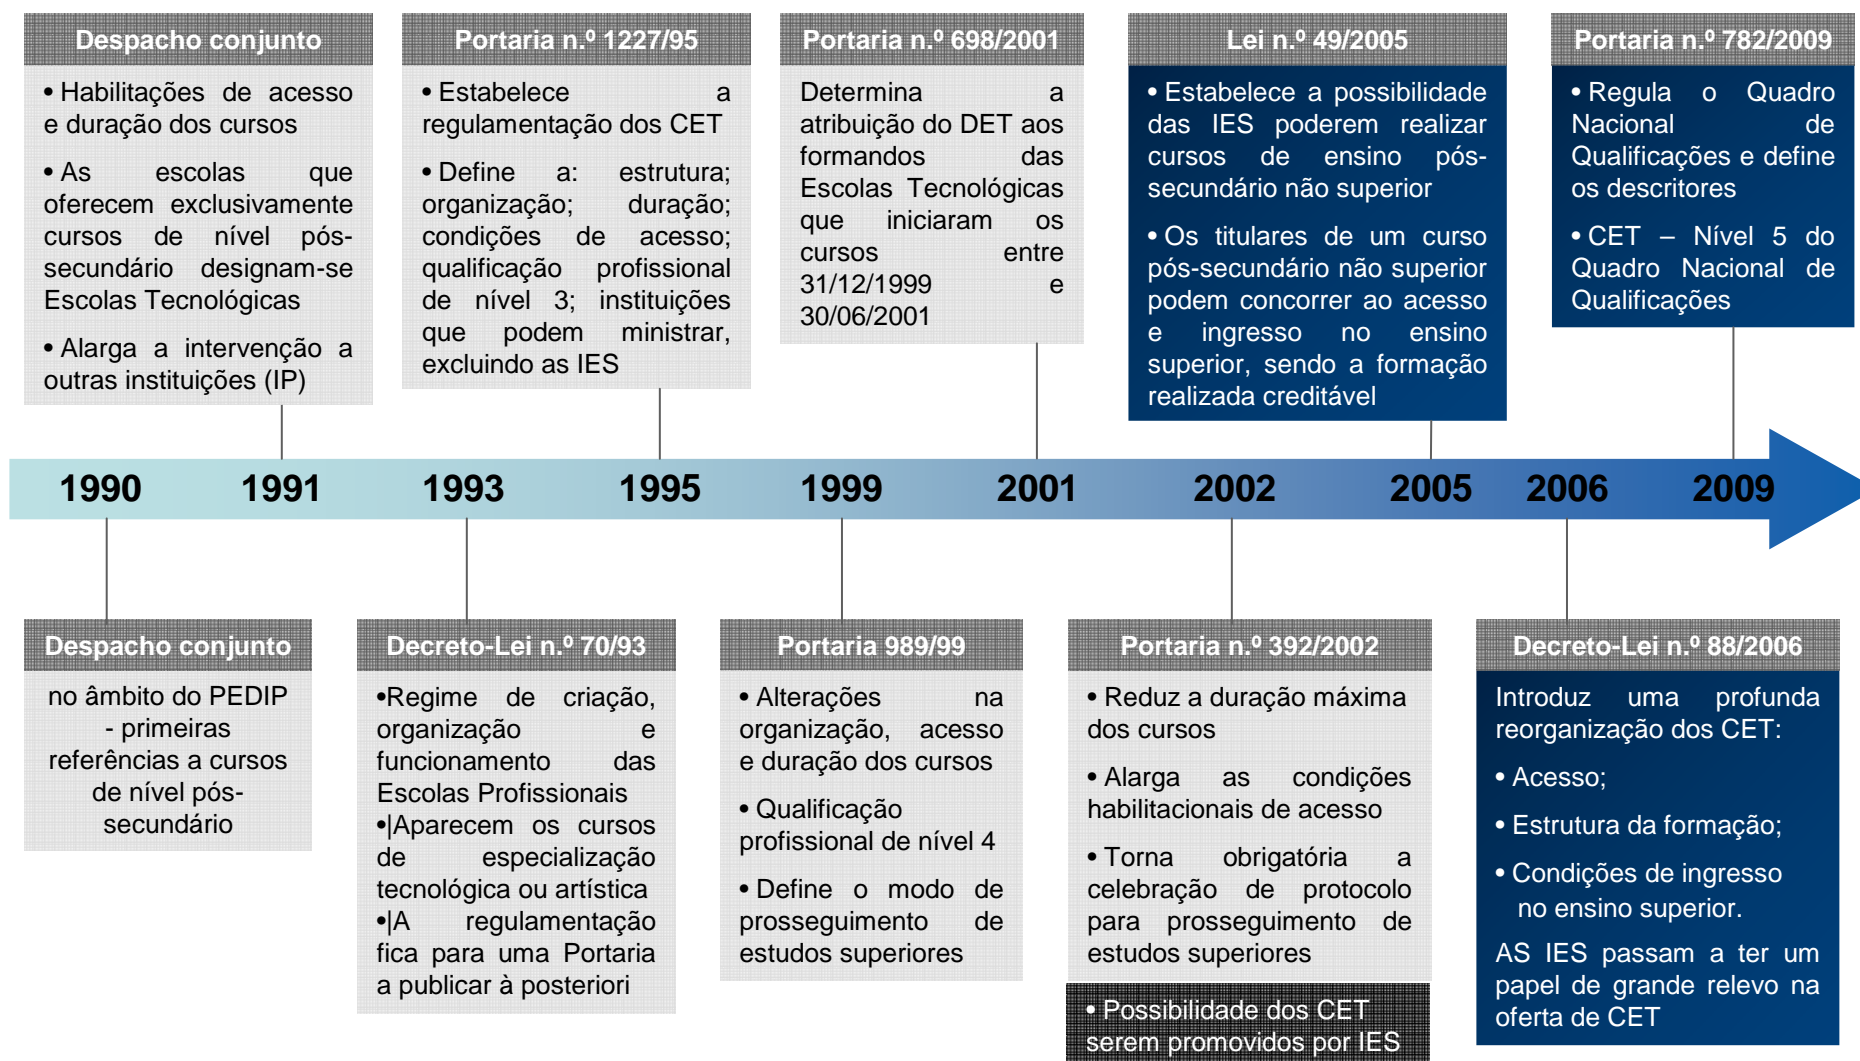 Despacho conjunto
• Habilitações de acesso
e duração dos cursos
• As escolas que
oferecem exclusivamente
cursos de nível pós-
secundário designam-se
Escolas Tecnológicas
• Alarga a intervenção a
outras instituições (IP)
Portaria n.º 1227/95
• Estabelece a
regulamentação dos CET
• Define a: estrutura;
organização; duração;
condições de acesso;
qualificação profissional
de nível 3; instituições
que podem ministrar,
excluindo as IES
Portaria n.º 698/2001
Determina a
atribuição do DET aos
formandos das
Escolas Tecnológicas
que iniciaram os
cursos entre
31/12/1999 e
30/06/2001
Lei n.º 49/2005
• Estabelece a possibilidade
das IES poderem realizar
cursos de ensino pós-
secundário não superior
• Os titulares de um curso
pós-secundário não superior
podem concorrer ao acesso
e ingresso no ensino
superior, sendo a formação
realizada creditável
Portaria n.º 782/2009
• Regula o Quadro
Nacional de
Qualificações e define
os descritores
• CET – Nível 5 do
Quadro Nacional de
Qualificações
1990 1991 1993 1995 1999 2001 2002 2005 2006 2009
Despacho conjunto
no âmbito do PEDIP
- primeiras
referências a cursos
de nível pós-
secundário
Decreto-Lei n.º 70/93
•Regime de criação,
organização e
funcionamento das
Escolas Profissionais
•|Aparecem os cursos
de especialização
tecnológica ou artística
•|A regulamentação
fica para uma Portaria
a publicar à posteriori
Portaria 989/99
• Alterações na
organização, acesso
e duração dos cursos
• Qualificação
profissional de nível 4
• Define o modo de
prosseguimento de
estudos superiores
Portaria n.º 392/2002
• Reduz a duração máxima
dos cursos
• Alarga as condições
habilitacionais de acesso
• Torna obrigatória a
celebração de protocolo
para prosseguimento de
estudos superiores
• Possibilidade dos CET
serem promovidos por IES
Decreto-Lei n.º 88/2006
Introduz uma profunda
reorganização dos CET:
• Acesso;
• Estrutura da formação;
• Condições de ingresso
no ensino superior.
AS IES passam a ter um
papel de grande relevo na
oferta de CET